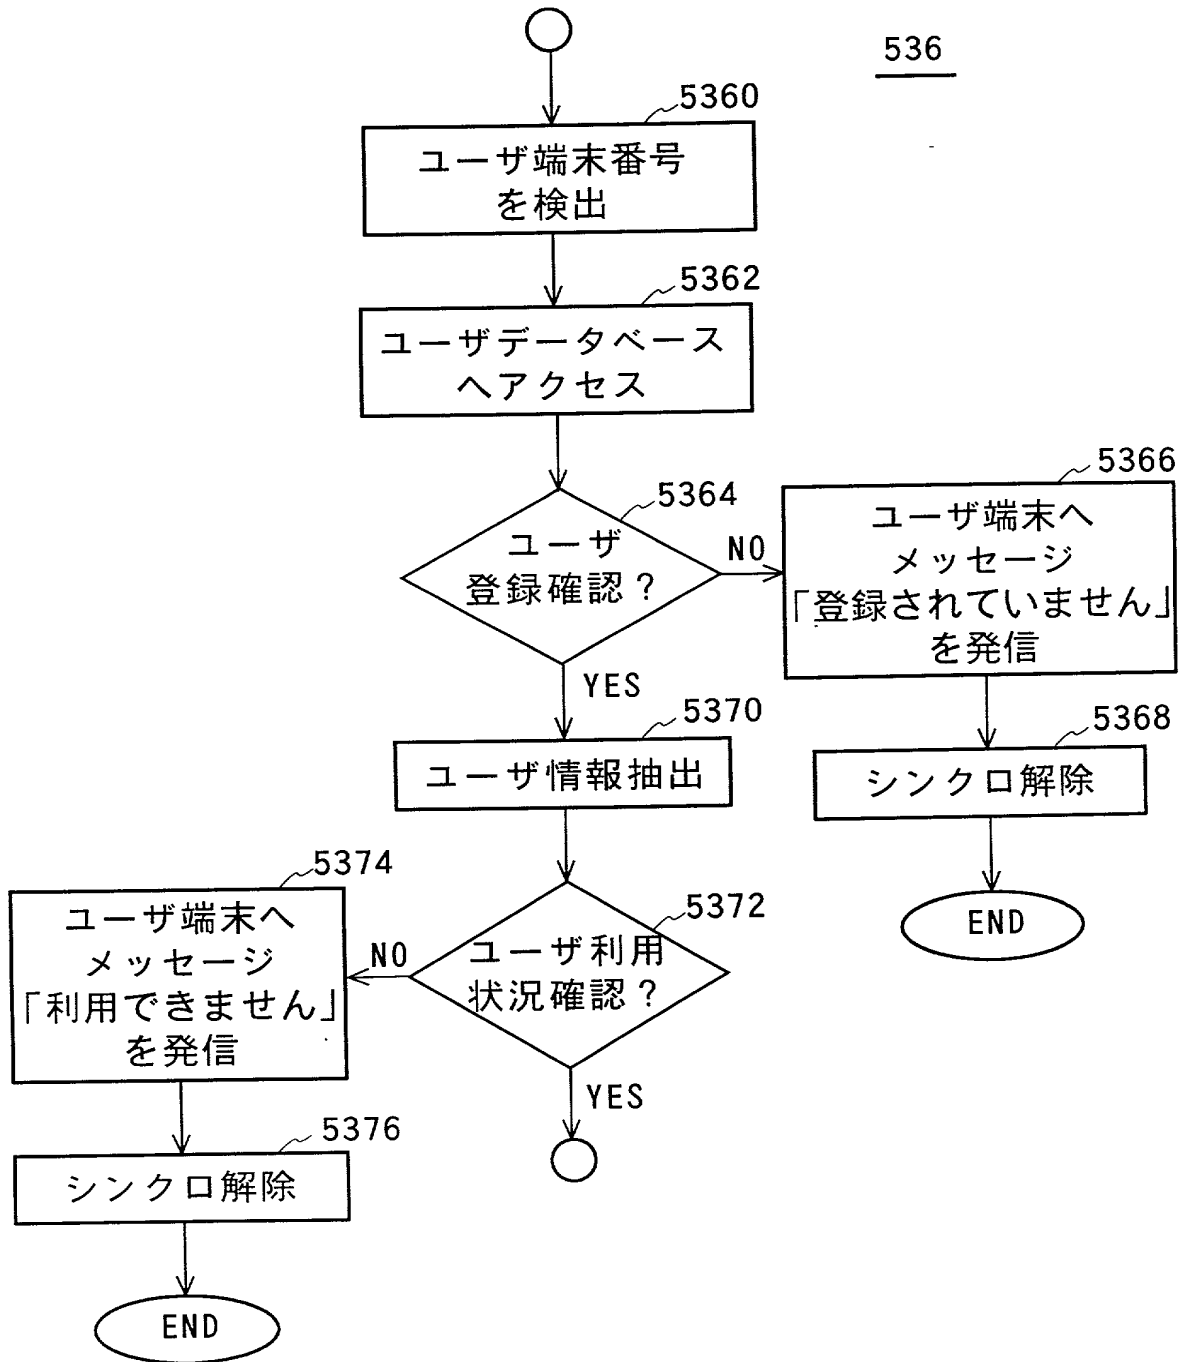 536
5360
ユーザ端末番号
を検出
5362
ユーザデータベース
へアクセス
5364
ユーザ
登録確認?
NO
YES
5366
ユーザ端末へ
メッセージ
「登録されていません」
を発信
5368
シンクロ解除
END
5370
ユーザ情報抽出
5372
ユーザ利用
状況確認?
NO
YES
5374
ユーザ端末へ
メッセージ
「利用できません」
を発信
5376
シンクロ解除
END